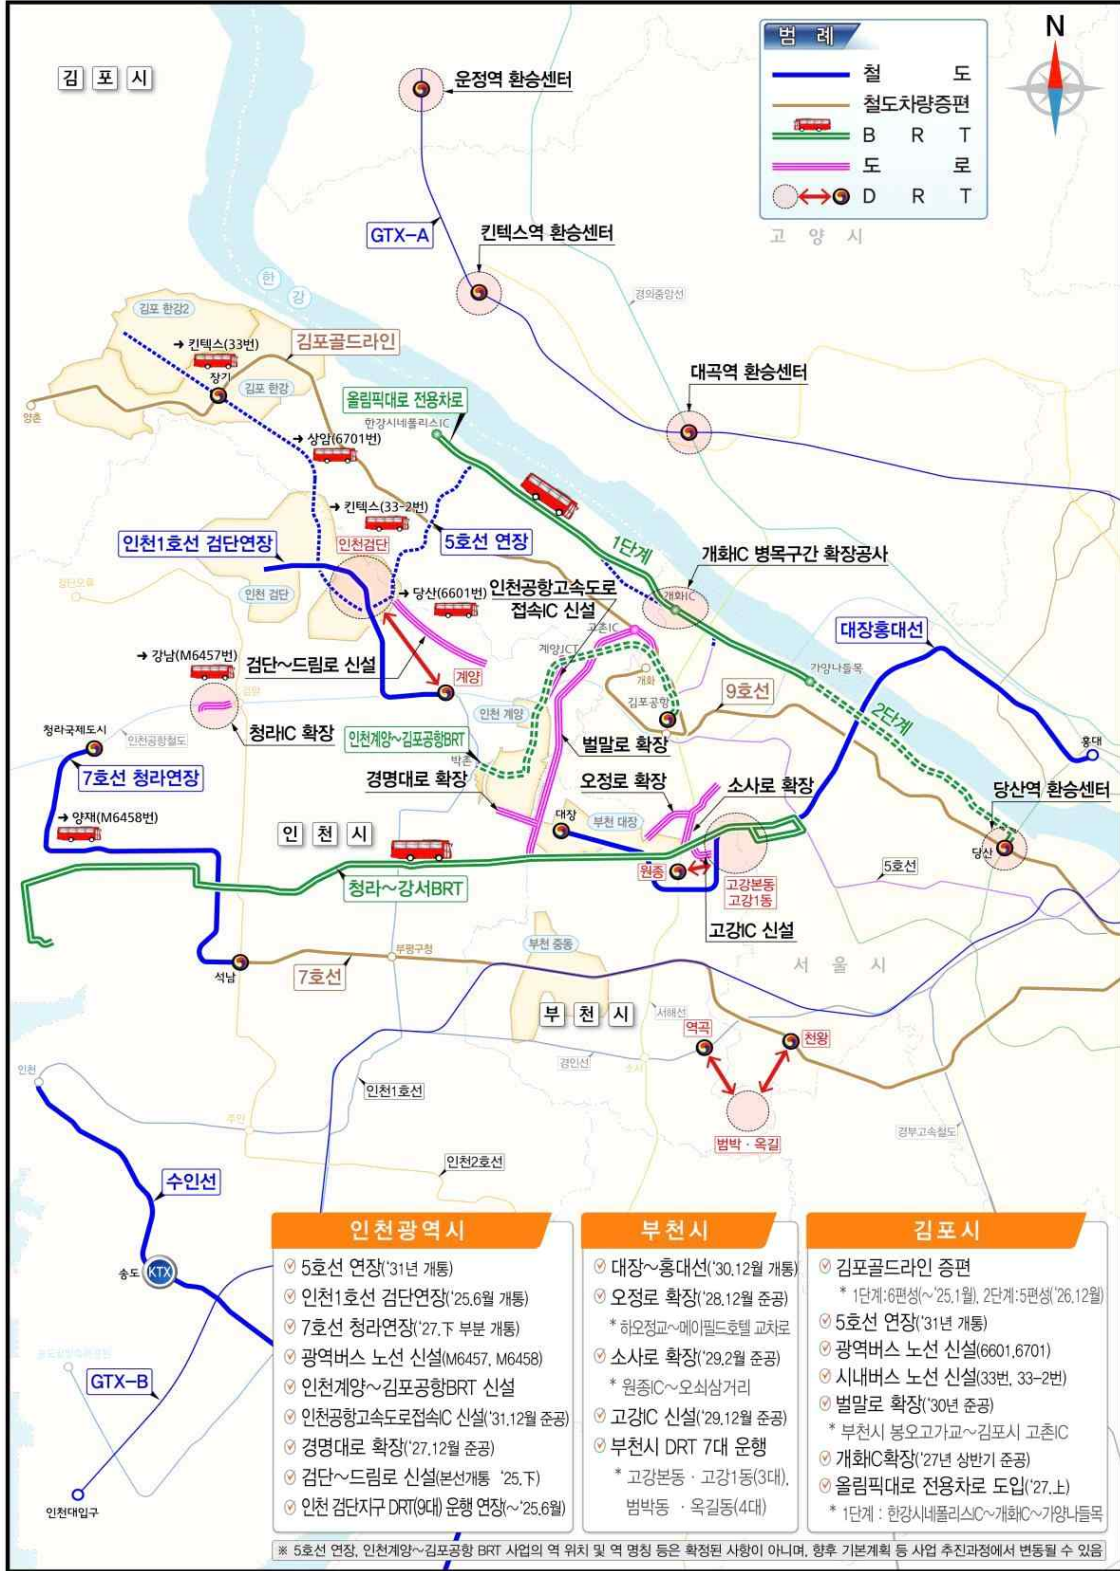 김 포 시
운정역 환승센터
범 례
철 도
철도차량증편
B R T
도 로
D R T
N
고 양 시
GTX-A
킨텍스역 환승센터
한
강
경의중앙선
김포 한강2
→ 킨텍스(33번)
김포골드라인
장기
김포 한강
양촌
대곡역 환승센터
올림픽대로 전용차로
한강시네폴리스IC
→ 상암(6701번)
→ 킨텍스(33-2번)
인천1호선 검단연장
인천검단
5호선 연장
1단계
개화IC 병목구간 확장공사
인천공항고속도로
접속IC 신설
검단오류
인천 검단
→ 당산(6601번)
개화IC
고촌IC
대장홍대선
→ 강남(M6457번)
검단~드림로 신설
계양JCT
가양나들목
계양
개화
9호선
김포공항
2단계
검암
청라IC 확장
인천 계양
청라국제도시
인천공항철도
인천계양~김포공항BRT
벌말로 확장
홍대
7호선 청라연장
박촌
경명대로 확장
오정로 확장
소사로 확장
당산역 환승센터
→ 양재(M6458번)
인 천 시
대장
부천 대장
당산
청라~강서BRT
원종
고강본동
고강1동
5호선
고강IC 신설
부평구청
부천 중동
석남
7호선
서 울 시
부 천 시
서해선
역곡
천왕
인천
경인선
소사
인천1호선
주안
범박 · 옥길
경부고속철도
인천2호선
수인선
송도
KTX
GTX-B
인천대입구
인천광역시
5호선 연장('31년 개통)
인천1호선 검단연장('25.6월 개통)
7호선 청라연장('27.下 부분 개통)
광역버스 노선 신설(M6457, M6458)
인천계양~김포공항BRT 신설
인천공항고속도로접속IC 신설('31.12월 준공)
경명대로 확장('27.12월 준공)
검단~드림로 신설(본선개통 '25.下)
인천 검단지구 DRT(9대) 운행 연장(~'25.6월)
부천시
대장~홍대선('30.12월 개통)
오정로 확장('28.12월 준공)
* 하오정교~메이필드호텔 교차로
소사로 확장('29.2월 준공)
* 원종IC~오쇠삼거리
고강IC 신설('29.12월 준공)
부천시 DRT 7대 운행
* 고강본동 · 고강1동(3대),
범박동 · 옥길동(4대)
김포시
김포골드라인 증편
* 1단계:6편성(~'25.1월), 2단계:5편성('26.12월)
5호선 연장('31년 개통)
광역버스 노선 신설(6601,6701)
시내버스 노선 신설(33번, 33-2번)
벌말로 확장('30년 준공)
* 부천시 봉오고가교~김포시 고촌IC
개화IC확장('27년 상반기 준공)
올림픽대로 전용차로 도입('27.上)
* 1단계 : 한강시네폴리스IC~개화IC~가양나들목
※ 5호선 연장, 인천계양~김포공항 BRT 사업의 역 위치 및 역 명칭 등은 확정된 사항이 아니며, 향후 기본계획 등 사업 추진과정에서 변동될 수 있음